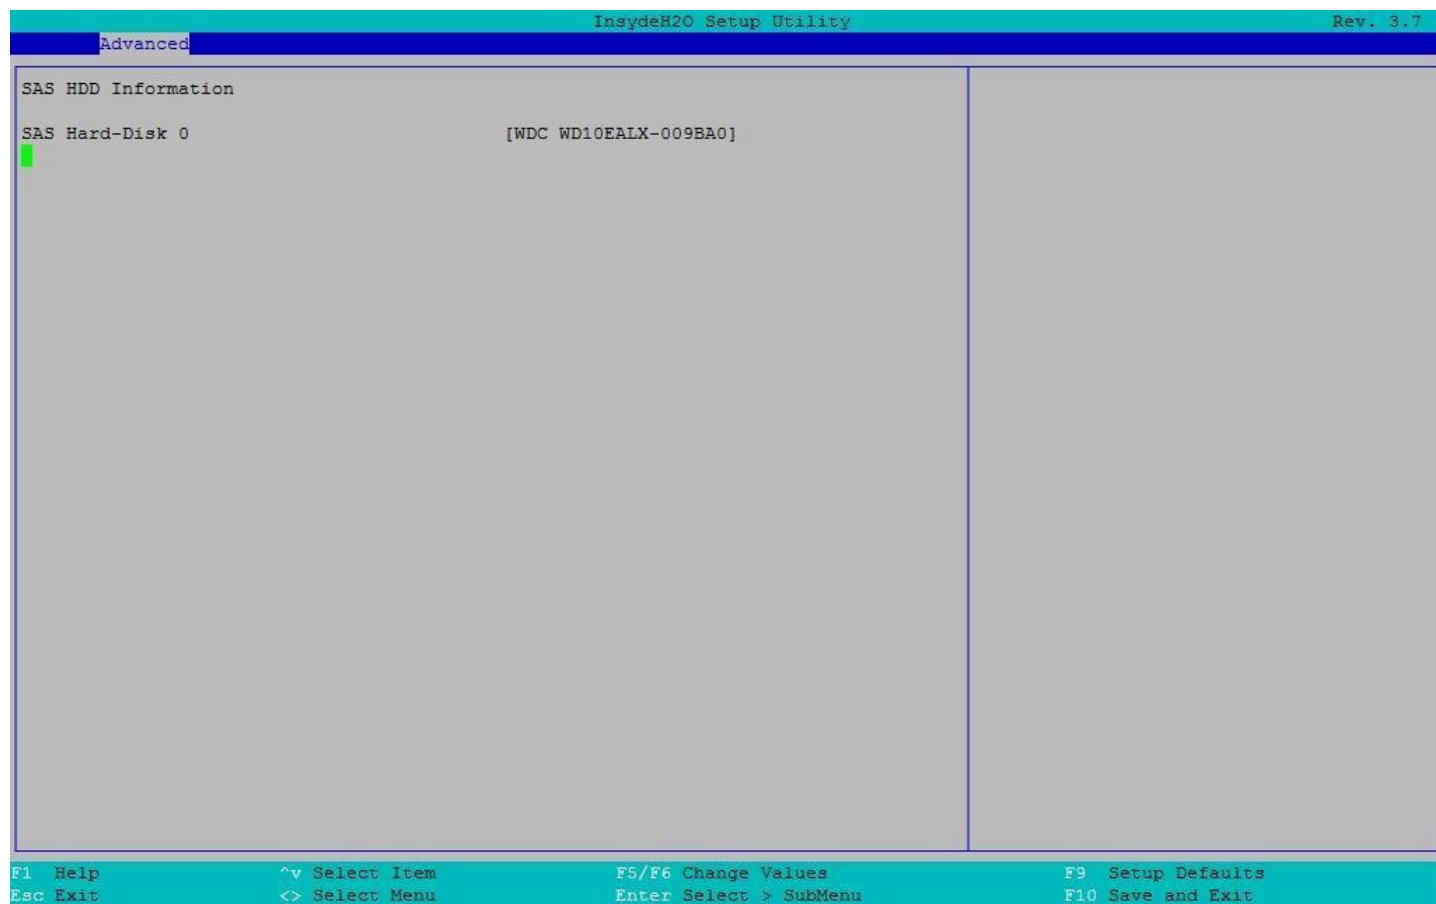 InsydeH2O Setup Utility Rev. 3.7
Advanced
SAS HDD Information
SAS Hard-Disk 0 [WDC WD10EALX-009BA0]
F1 Help ^v Select Item F5/F6 Change Values F9 Setup Defaults
Esc Exit <> Select Menu Enter Select > SubMenu F10 Save and Exit